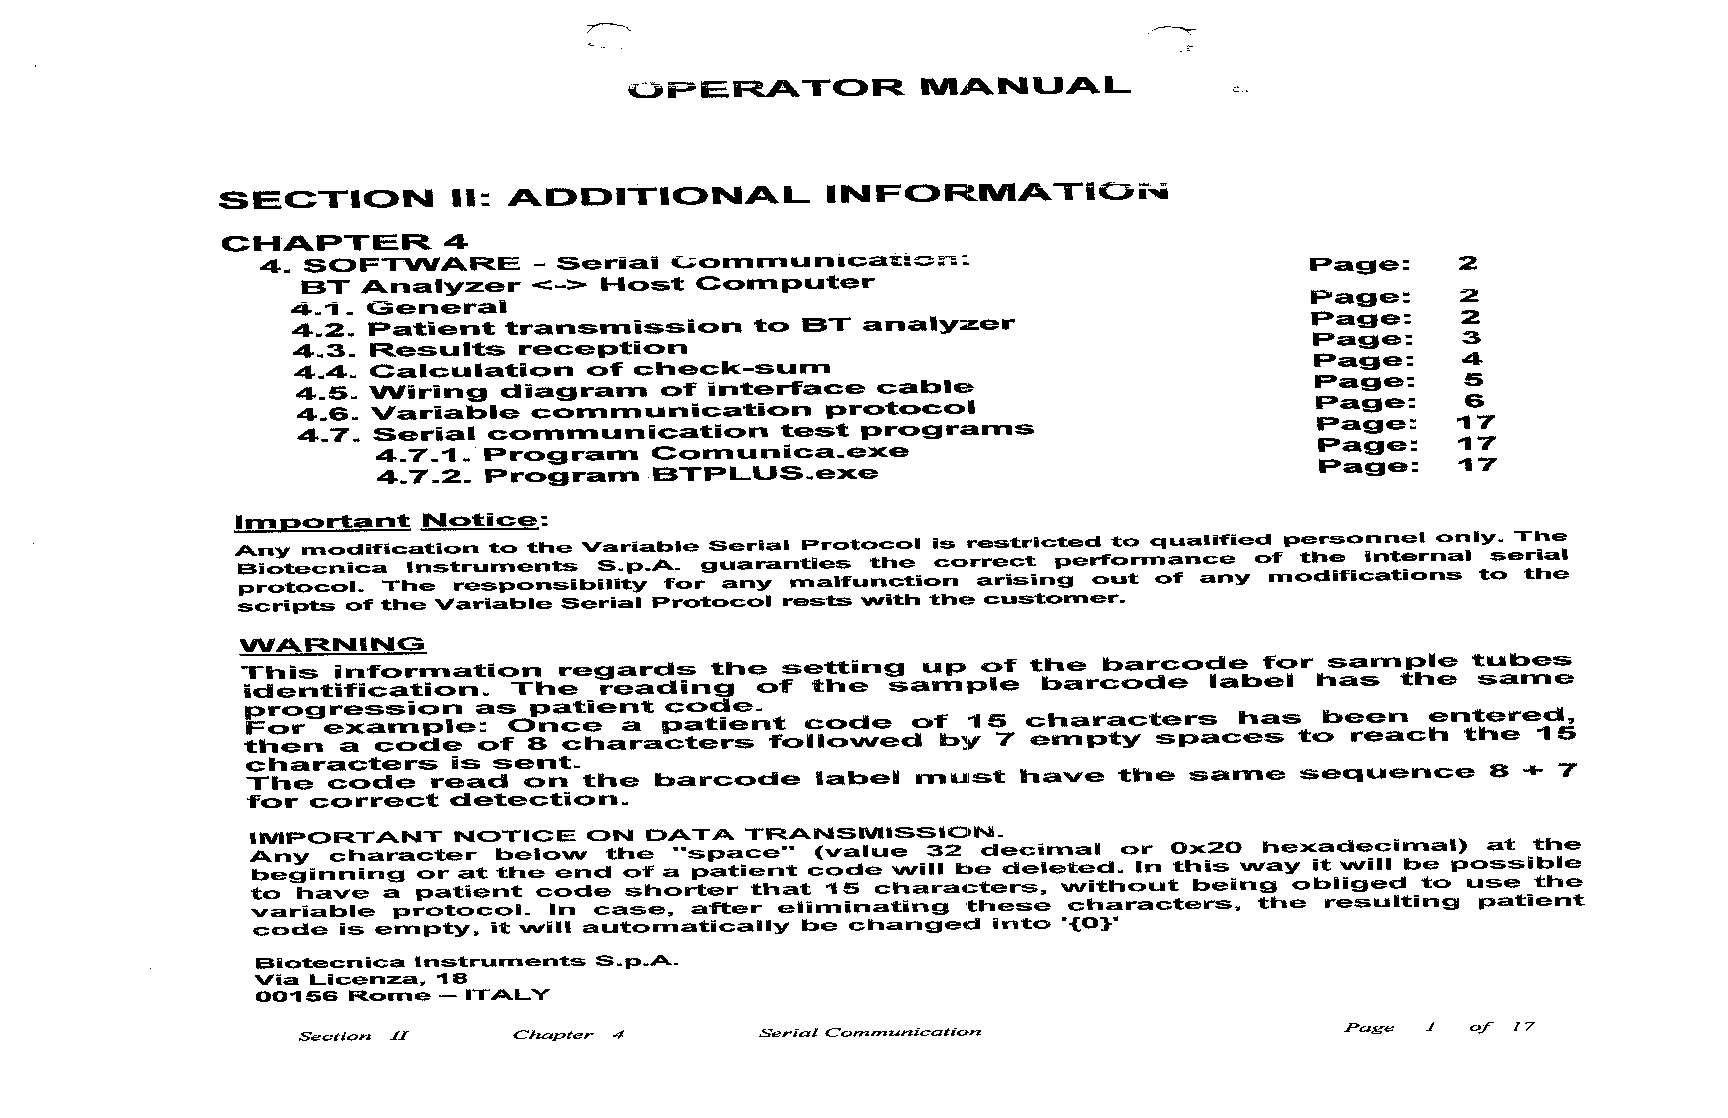 OPERATOR MANUAL
SECTION II: ADDITIONAL INFORMATION
CHAPTER 4
4. SOFTWARE - Serial Communication: Page: 2
BT Analyzer <-> Host Computer
4.1. General Page: 2
4.2. Patient transmission to BT analyzer Page: 2
4.3. Results reception Page: 3
4.4. Calculation of check-sum Page: 4
4.5. Wiring diagram of interface cable Page: 5
4.6. Variable communication protocol Page: 6
4.7. Serial communication test programs Page: 17
4.7.1. Program Comunica.exe Page: 17
4.7.2. Program BTPLUS.exe Page: 17
Important Notice:
Any modification to the Variable Serial Protocol is restricted to qualified personnel only. The
Biotecnica Instruments S.p.A. guaranties the correct performance of the internal serial
protocol. The responsibility for any malfunction arising out of any modifications to the
scripts of the Variable Serial Protocol rests with the customer.
WARNING
This information regards the setting up of the barcode for sample tubes
identification. The reading of the sample barcode label has the same
progression as patient code.
For example: Once a patient code of 15 characters has been entered,
then a code of 8 characters followed by 7 empty spaces to reach the 15
characters is sent.
The code read on the barcode label must have the same sequence 8 + 7
for correct detection.
IMPORTANT NOTICE ON DATA TRANSMISSION.
Any character below the "space" (value 32 decimal or 0x20 hexadecimal) at the
beginning or at the end of a patient code will be deleted. In this way it will be possible
to have a patient code shorter that 15 characters, without being obliged to use the
variable protocol. In case, after eliminating these characters, the resulting patient
code is empty, it will automatically be changed into '{0}'
Biotecnica Instruments S.p.A.
Via Licenza, 18
00156 Rome – ITALY
Section II Chapter 4 Serial Communication Page 1 of 17